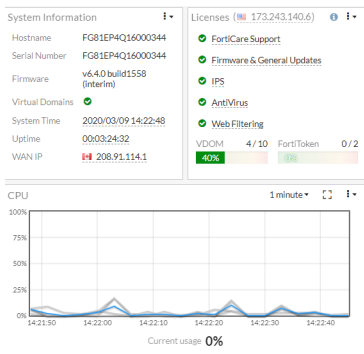 System Information
Hostname FG81EP4Q16000344
Serial Number FG81EP4Q16000344
Firmware v6.4.0 build1558 (interim)
Virtual Domains
System Time 2020/03/09 14:22:48
Uptime 00:03:24:32
WAN IP 208.91.114.1
Licenses (173.243.140.6)
FortiCare Support
Firmware & General Updates
IPS
AntiVirus
Web Filtering
VDOM 4 / 10 FortiToken 0 / 2
40% 0%
CPU 1 minute
100%
75%
50%
25%
0%
14:21:50 14:22:00 14:22:10 14:22:20 14:22:30 14:22:40
Current usage 0%